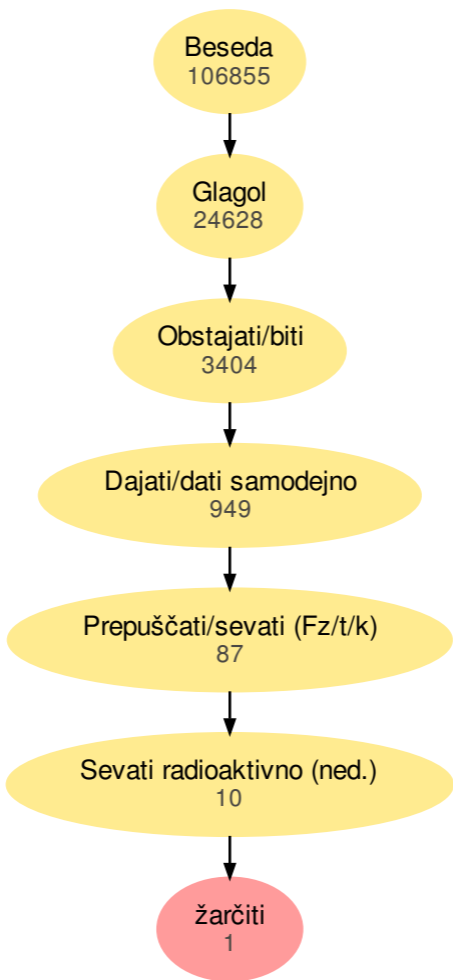 Beseda
106855
Glagol
24628
Obstajati/biti
3404
Dajati/dati samodejno
949
Prepuščati/sevati (Fz/t/k)
87
Sevati radioaktivno (ned.)
10
žarčiti
1